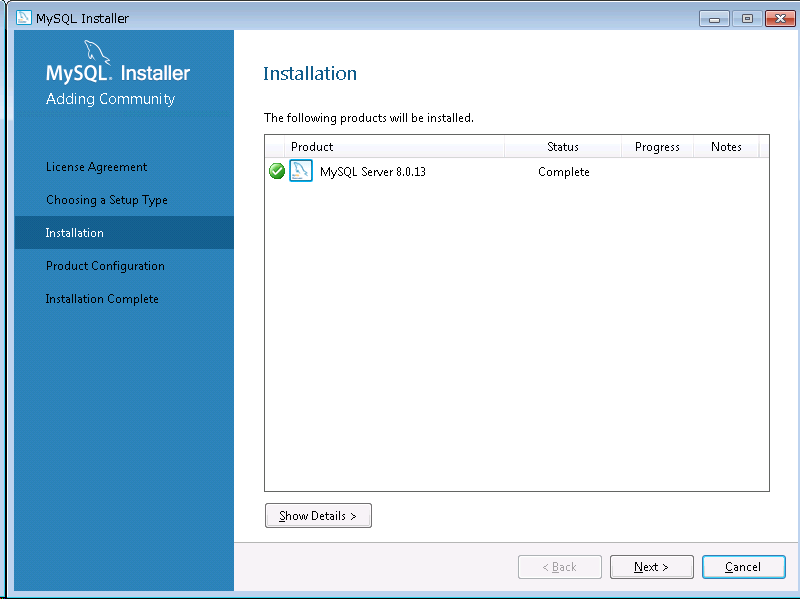 MySQL Installer
MySQL. Installer
Adding Community
License Agreement
Choosing a Setup Type
Installation
Product Configuration
Installation Complete
Installation
The following products will be installed.
Product Status Progress Notes
MySQL Server 8.0.13 Complete
Show Details >
< Back Next > Cancel